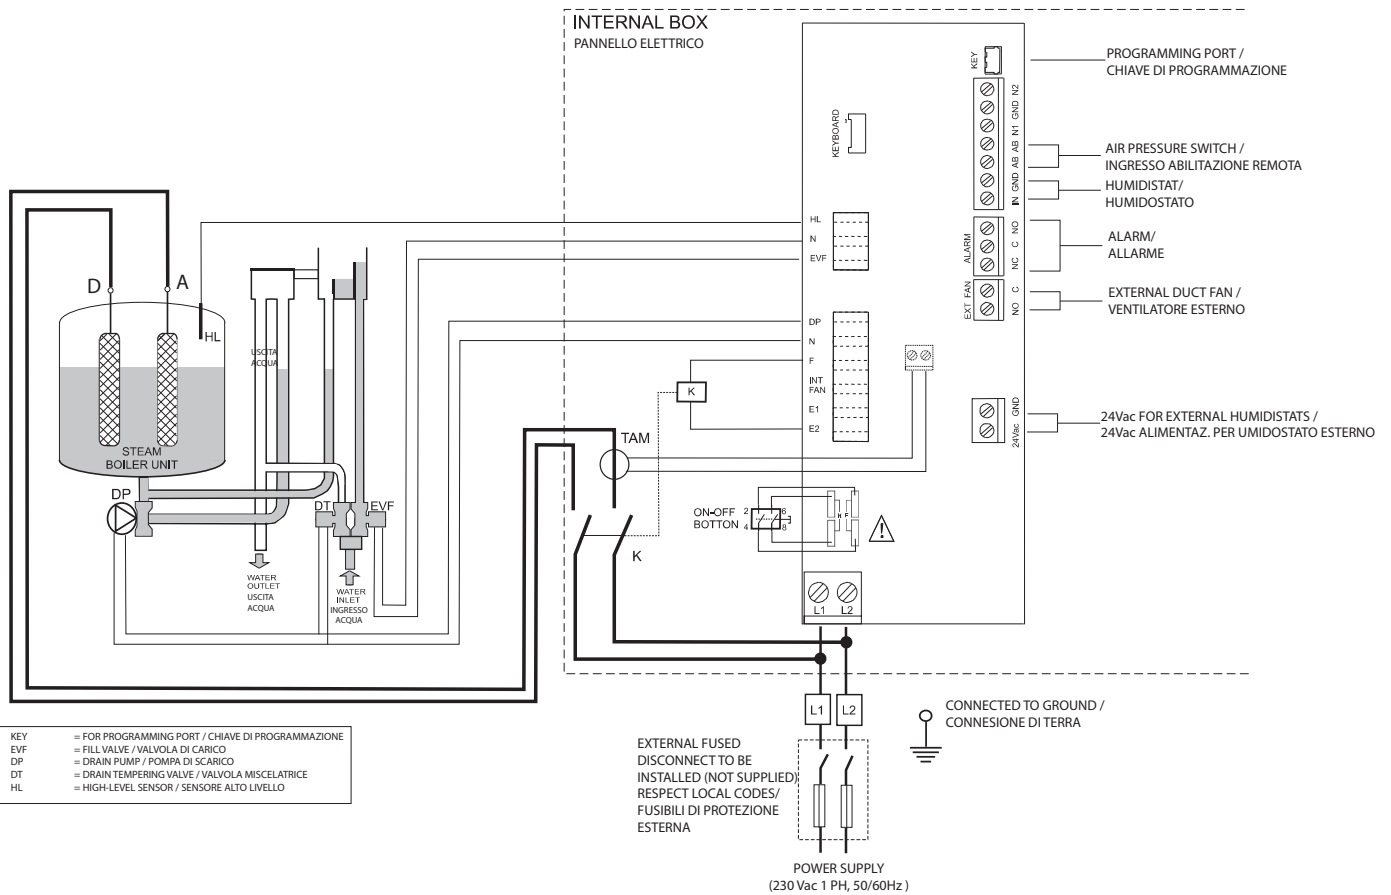 INTERNAL BOX
PANNELLO ELETTRICO
KEY
PROGRAMMING PORT /
CHIAVE DI PROGRAMMAZIONE
N2
GND
N1
AB
AB
GND
IN
KEYBOARD
1
AIR PRESSURE SWITCH /
INGRESSO ABILITAZIONE REMOTA
HUMIDISTAT/
HUMIDOSTATO
HL
N
EVF
ALARM
NO
C
NC
ALARM/
ALLARME
EXT FAN
C
NO
EXTERNAL DUCT FAN /
VENTILATORE ESTERNO
D
A
HL
USCITA
ACQUA
STEAM
BOILER UNIT
DP
N
F
INT
FAN
E1
E2
K
GND
24Vac
24Vac FOR EXTERNAL HUMIDISTATS /
24Vac ALIMENTAZ. PER UMIDOSTATO ESTERNO
TAM
DP
DT
EVF
ON-OFF
BOTTON
2
4
6
8
N F
K
WATER
OUTLET
USCITA
ACQUA
WATER
INLET
INGRESSO
ACQUA
L1
L2
L1
L2
CONNECTED TO GROUND /
CONNESIONE DI TERRA
KEY = FOR PROGRAMMING PORT / CHIAVE DI PROGRAMMAZIONE
EVF = FILL VALVE / VALVOLA DI CARICO
DP = DRAIN PUMP / POMPA DI SCARICO
DT = DRAIN TEMPERING VALVE / VALVOLA MISCELATRICE
HL = HIGH-LEVEL SENSOR / SENSORE ALTO LIVELLO
EXTERNAL FUSED
DISCONNECT TO BE
INSTALLED (NOT SUPPLIED)
RESPECT LOCAL CODES/
FUSIBILI DI PROTEZIONE
ESTERNA
POWER SUPPLY
(230 Vac 1 PH, 50/60Hz )